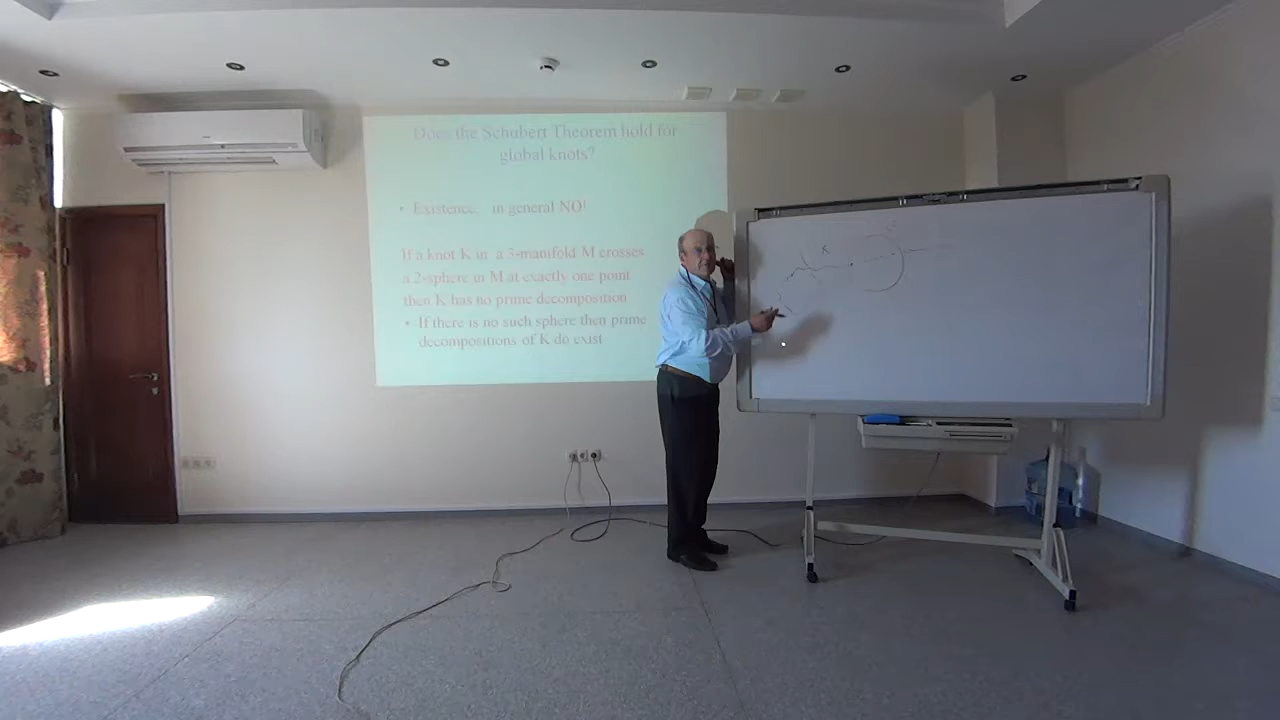 Does the Schubert Theorem hold for
global knots?
• Existence: in general NO!
If a knot K in a 3-manifold M crosses
a 2-sphere in M at exactly one point
then K has no prime decomposition
• If there is no such sphere then prime
decompositions of K do exist
K